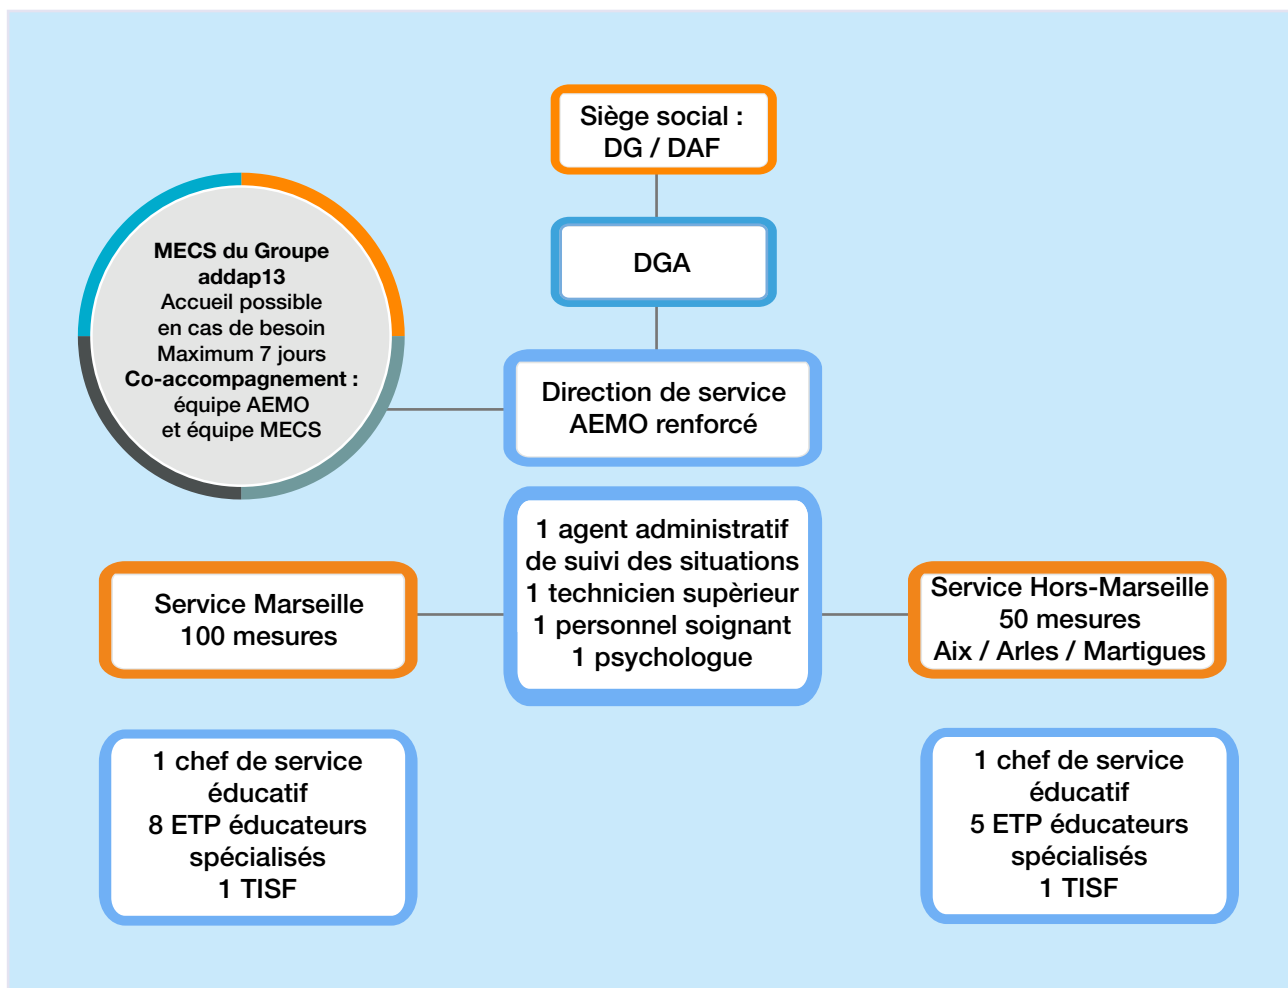 Siège social :
DG / DAF
DGA
MECS du Groupe
addap13
Accueil possible
en cas de besoin
Maximum 7 jours
Co-accompagnement :
équipe AEMO
et équipe MECS
Direction de service
AEMO renforcé
1 agent administratif
de suivi des situations
1 technicien supèrieur
1 personnel soignant
1 psychologue
Service Marseille
100 mesures
Service Hors-Marseille
50 mesures
Aix / Arles / Martigues
1 chef de service
éducatif
8 ETP éducateurs
spécialisés
1 TISF
1 chef de service
éducatif
5 ETP éducateurs
spécialisés
1 TISF